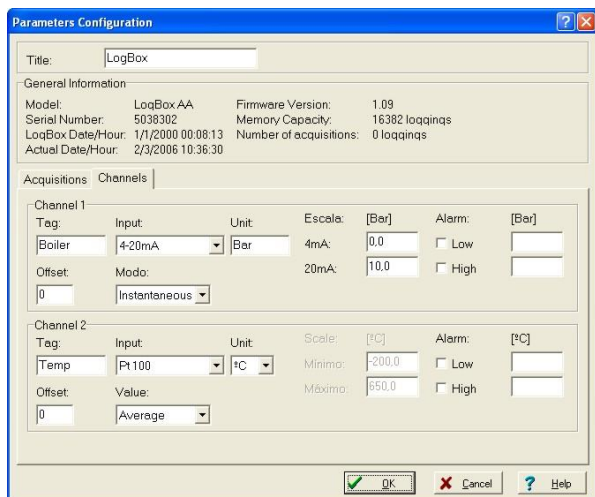 Parameters Configuration
Title: LogBox
General Information
Model: LogBox AA Firmware Version: 1.09
Serial Number: 5038302 Memory Capacity: 16382 loggings
LogBox Date/Hour: 1/1/2000 00:08:13 Number of acquisitions: 0 loggings
Actual Date/Hour: 2/3/2006 10:36:30
Acquisitions Channels
Channel 1
Tag: Input: Unit: Escala: [Bar] Alarm: [Bar]
Boiler 4-20mA Bar 4mA: 0,0 Low
Offset: Modo: 20mA: 10,0 High
0 Instantaneous
Channel 2
Tag: Input: Unit: Scale: [ºC] Alarm: [ºC]
Temp Pt100 ºC Mínimo: -200,0 Low
Offset: Value: Máximo: 650,0 High
0 Average
OK Cancel ? Help